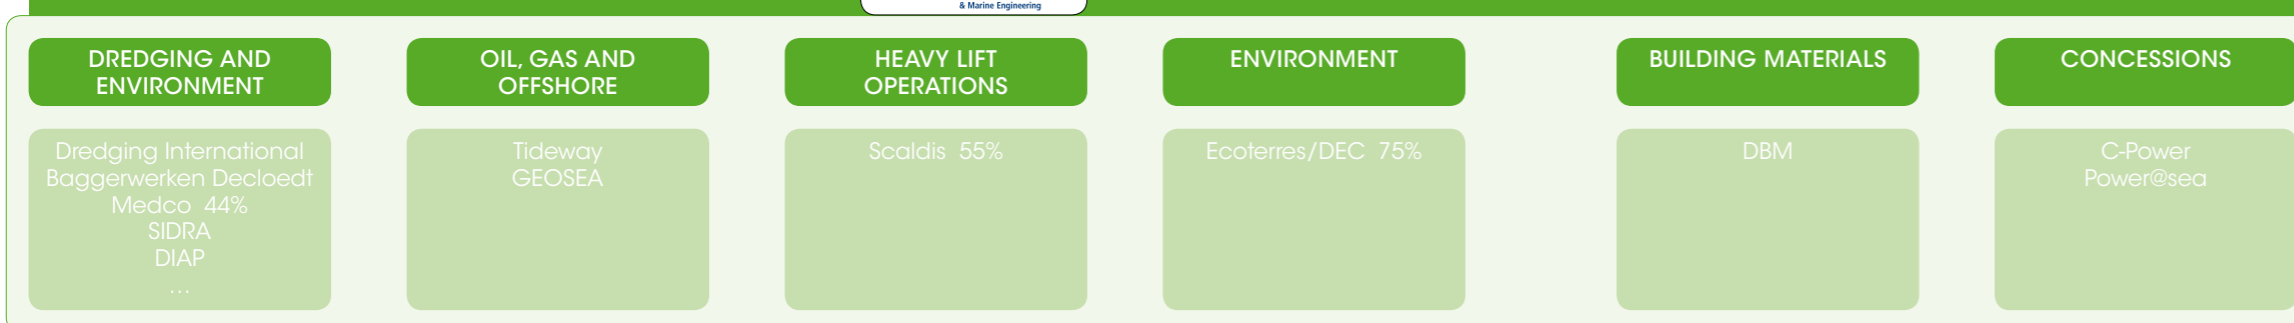 & Marine Engineering
DREDGING AND
ENVIRONMENT
Dredging International
Baggerwerken Decloedt
Medco 44%
SIDRA
DIAP
...
OIL, GAS AND
OFFSHORE
Tideway
GEOSEA
HEAVY LIFT
OPERATIONS
Scaldis 55%
ENVIRONMENT
Ecoterres/DEC 75%
BUILDING MATERIALS
DBM
CONCESSIONS
C-Power
Power@sea